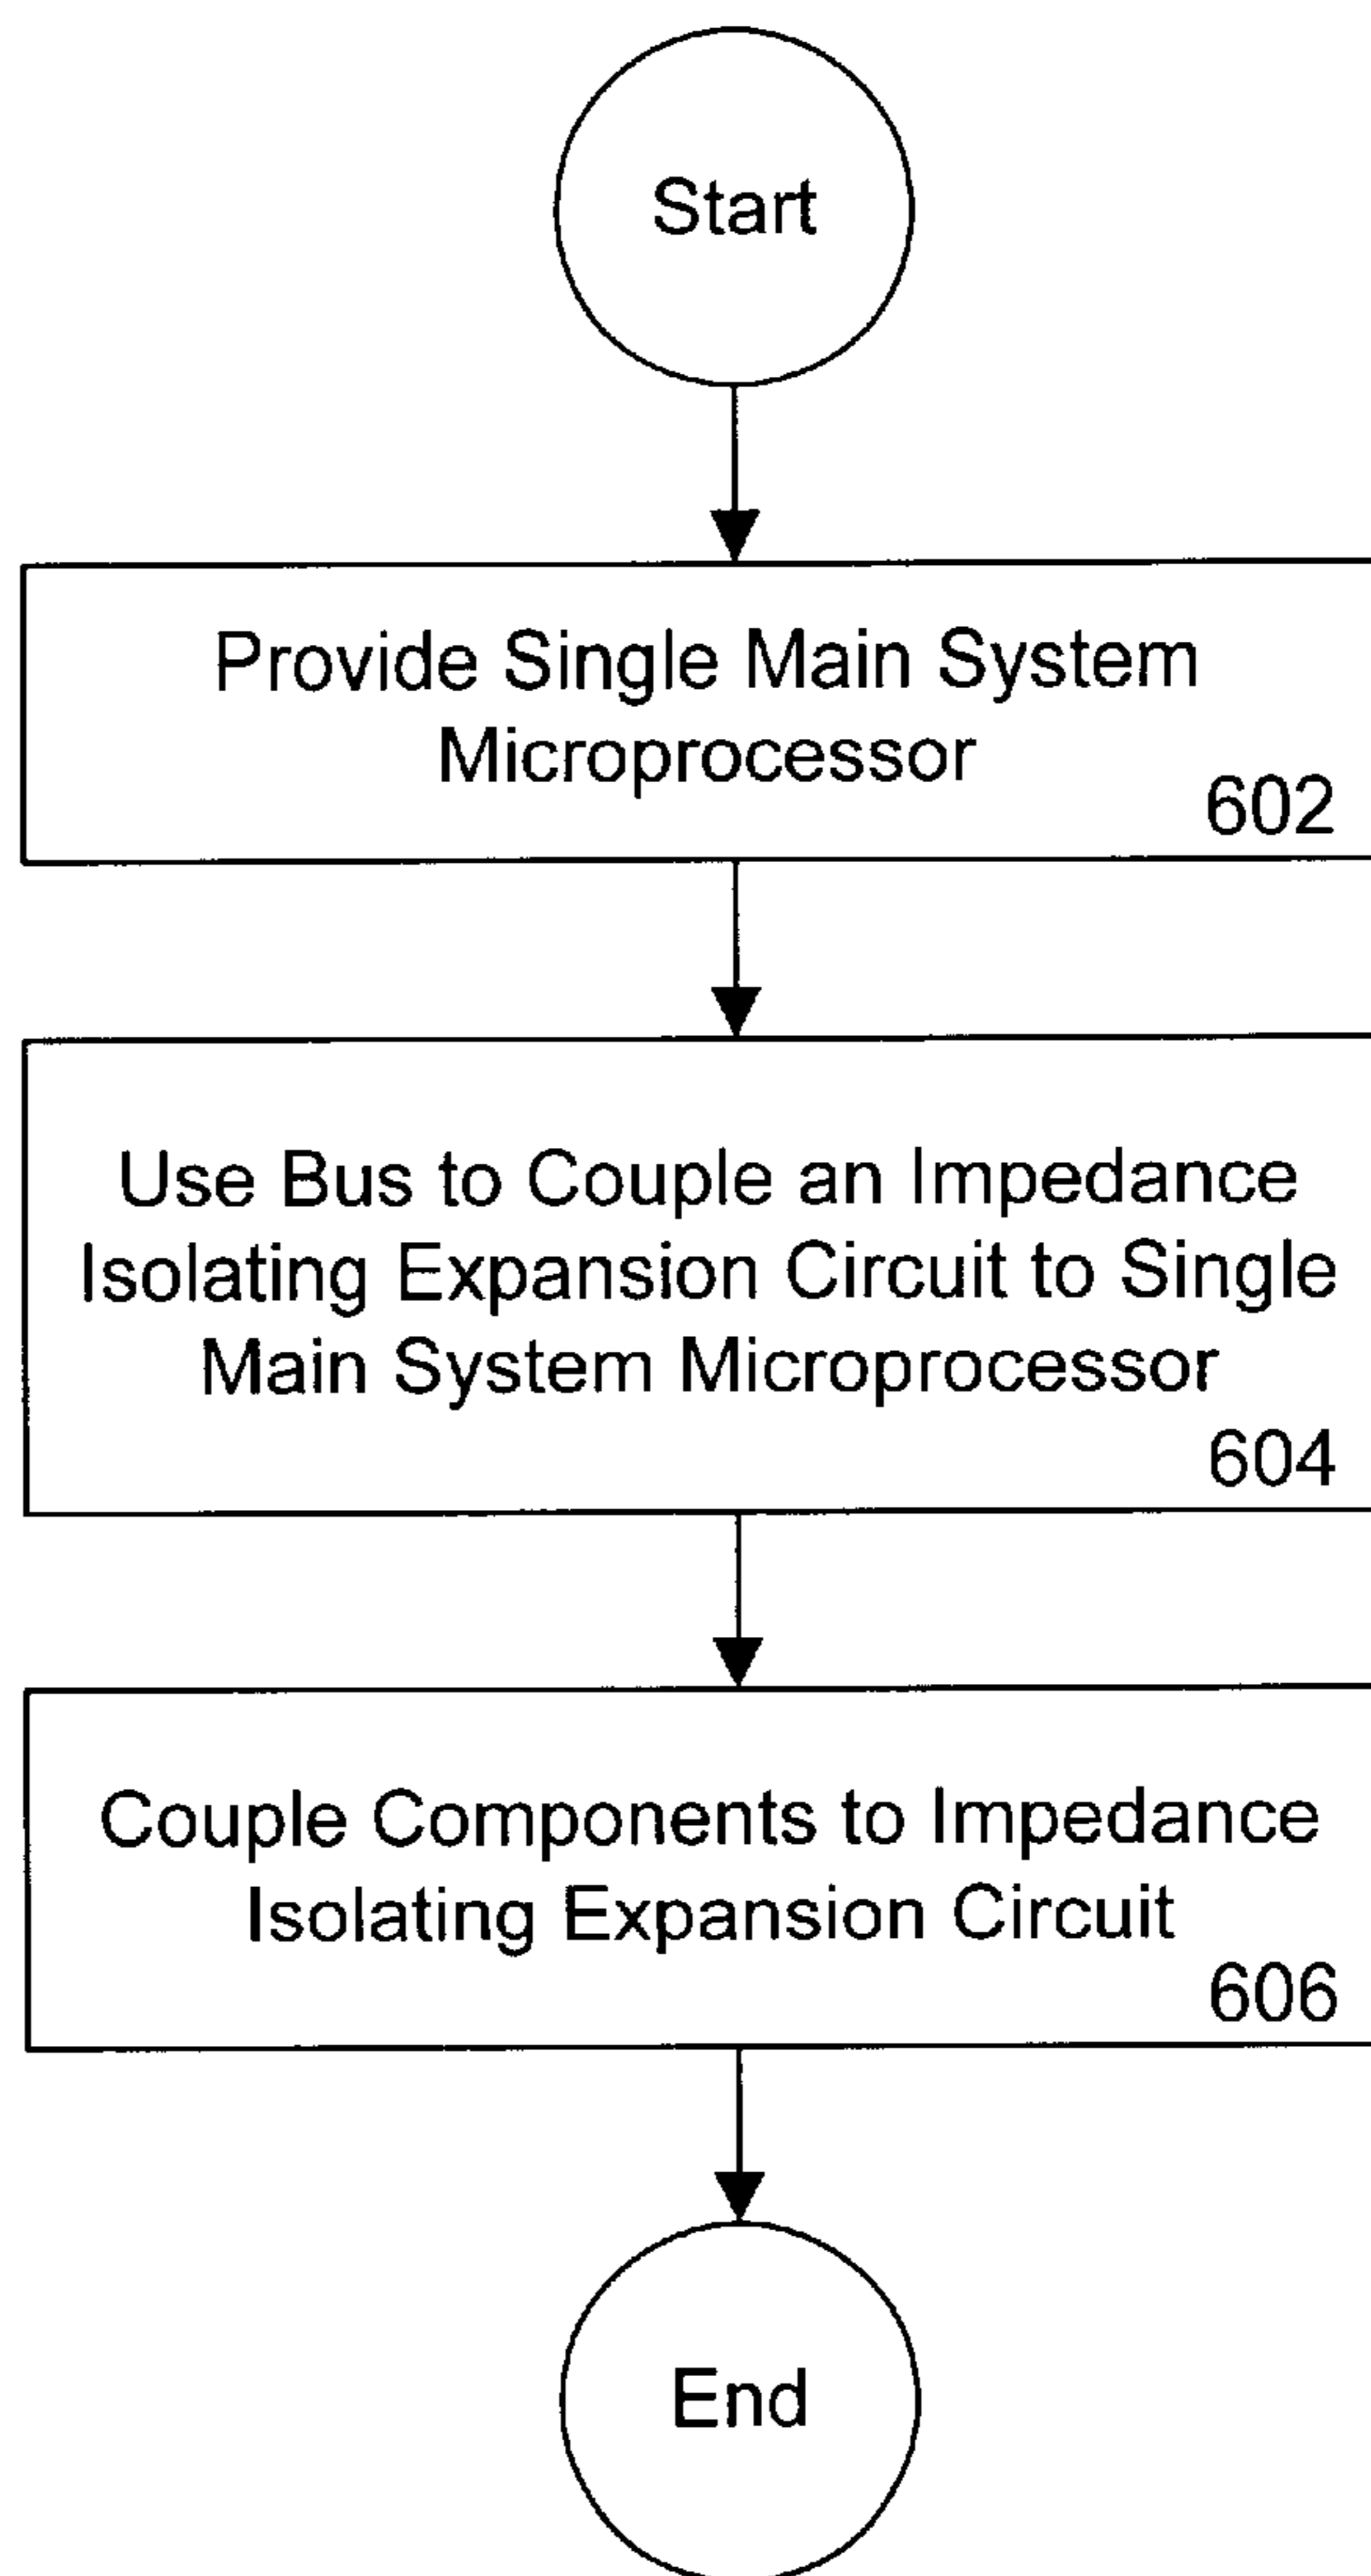 Start
Provide Single Main System
Microprocessor
602
Use Bus to Couple an Impedance
Isolating Expansion Circuit to Single
Main System Microprocessor
604
Couple Components to Impedance
Isolating Expansion Circuit
606
End